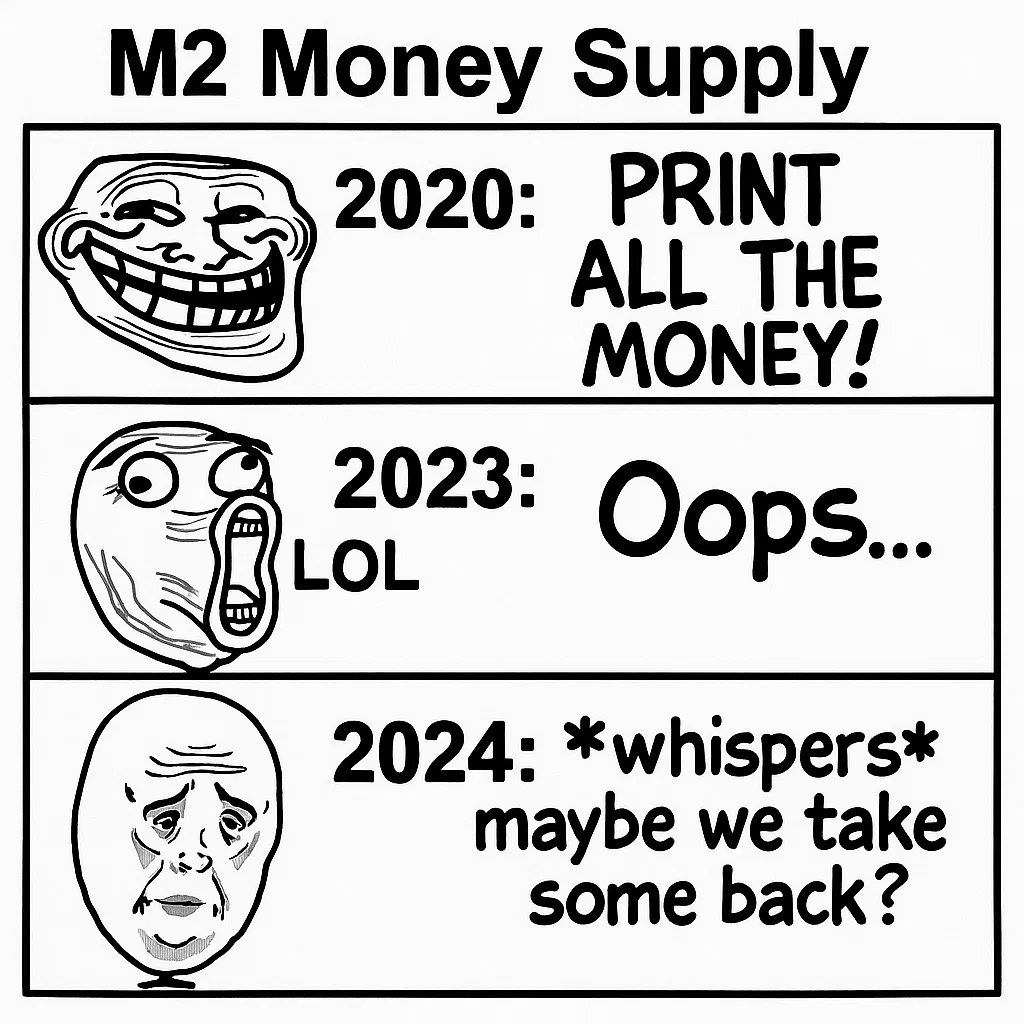 M2 Money Supply
2020: PRINT
ALL THE
MONEY!
2023: Oops...
LOL
2024: *whispers*
maybe we take
some back?